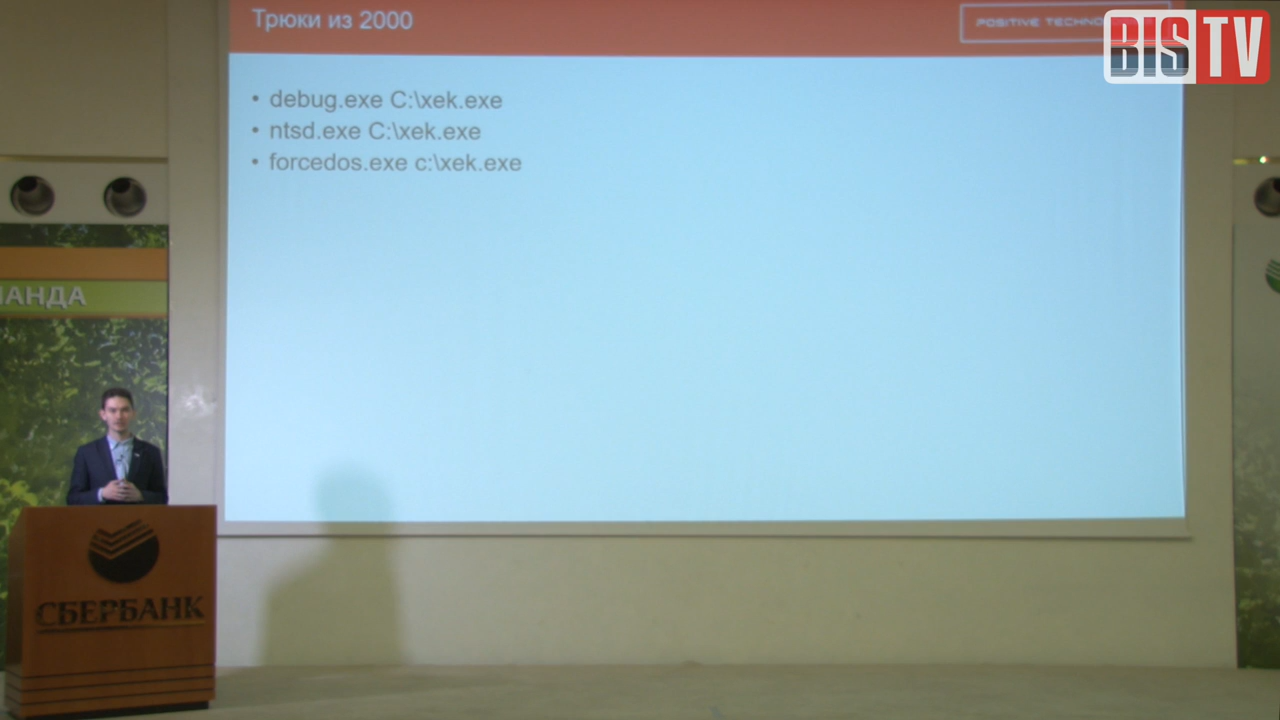 Трюки из 2000
POSITIVE TECHNO
BISTV
• debug.exe C:\xek.exe
• ntsd.exe C:\xek.exe
• forcedos.exe c:\xek.exe
АНДА
СБЕРБАНК